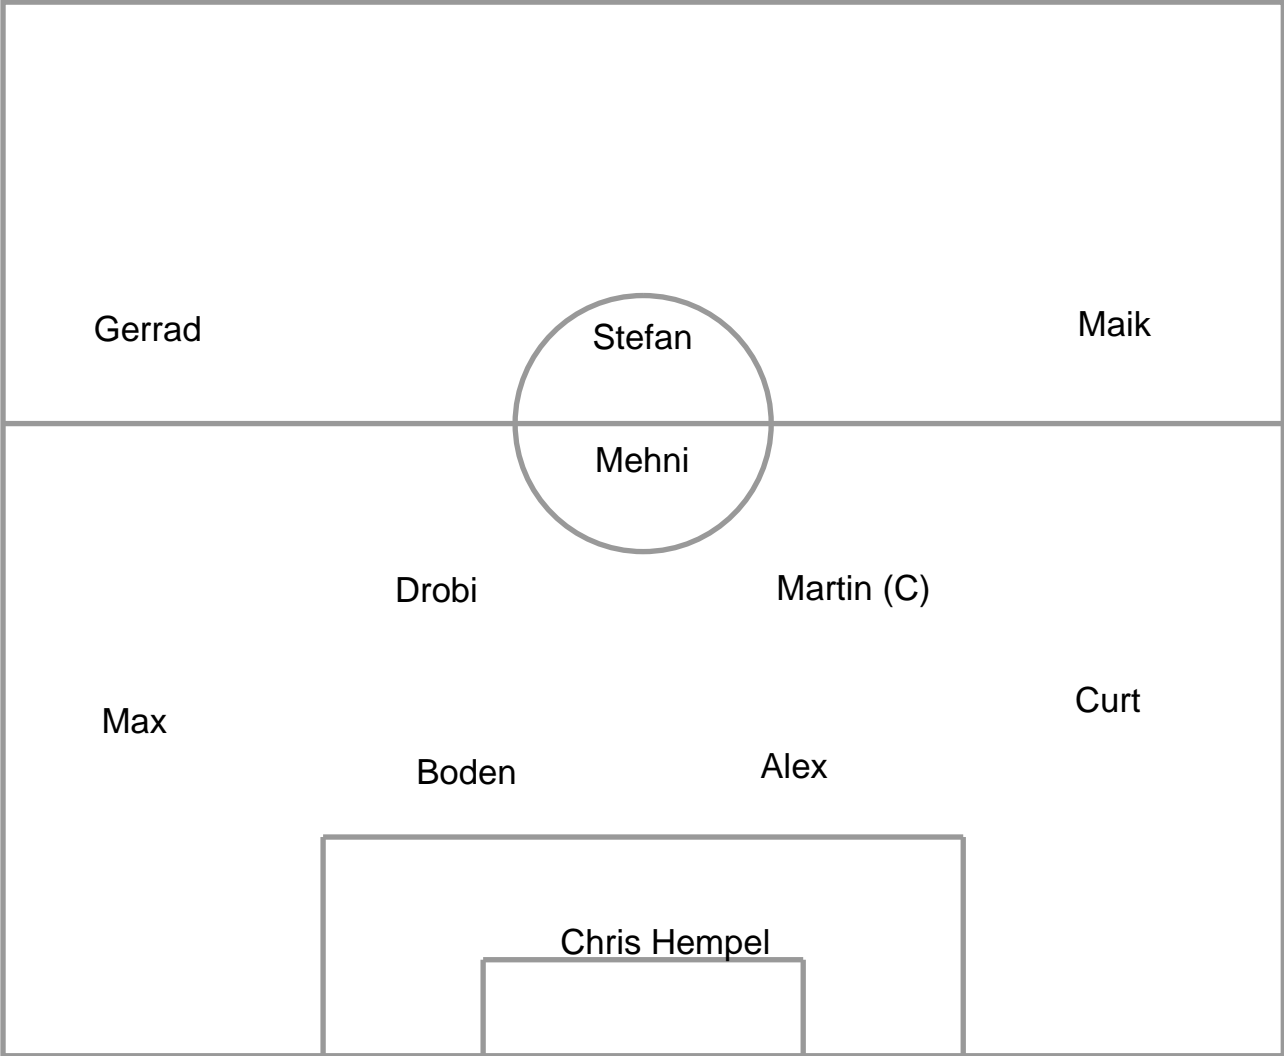 Gerrad
Stefan
Maik
Mehni
Drobi
Martin (C)
Max
Curt
Boden
Alex
Chris Hempel